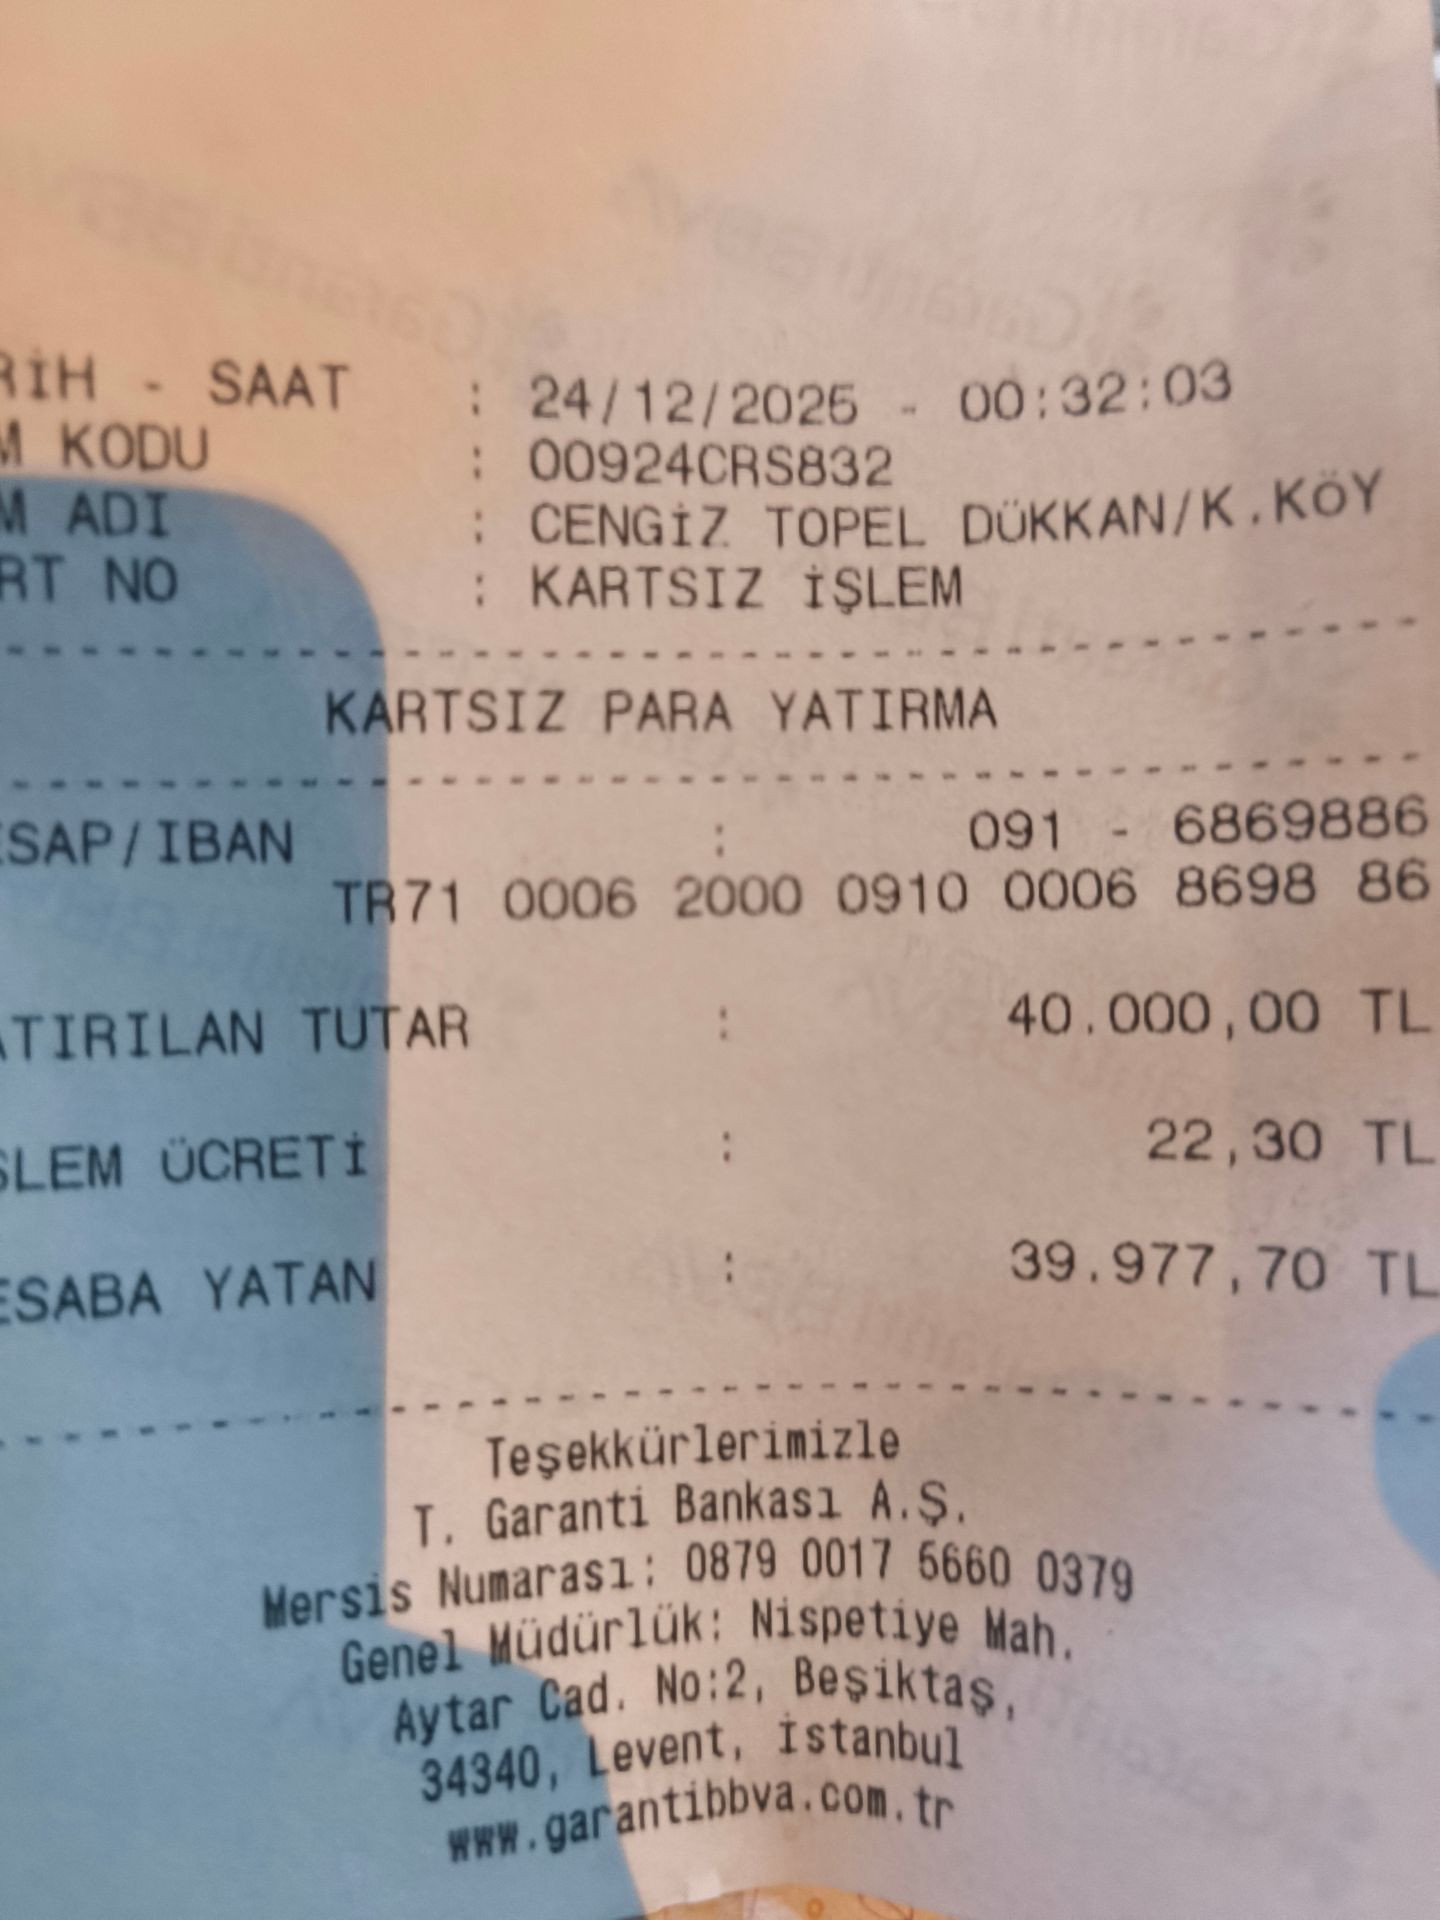 RİH - SAAT : 24/12/2025 - 00:32:03
M KODU : 00924CRS832
M ADI : CENGİZ TOPEL DÜKKAN/K.KÖY
RT NO : KARTSIZ İŞLEM
KARTSIZ PARA YATIRMA
ESAP/IBAN : 091 - 6869886
TR71 0006 2000 0910 0006 8698 86
ATIRILAN TUTAR : 40.000,00 TL
ŞLEM ÜCRETİ : 22,30 TL
ESABA YATAN : 39.977,70 TL
Teşekkürlerimizle
T. Garanti Bankası A.Ş.
Mersis Numarası: 0879 0017 5660 0379
Genel Müdürlük: Nispetiye Mah.
Aytar Cad. No:2, Beşiktaş,
34340, Levent, İstanbul
www.garantibbva.com.tr